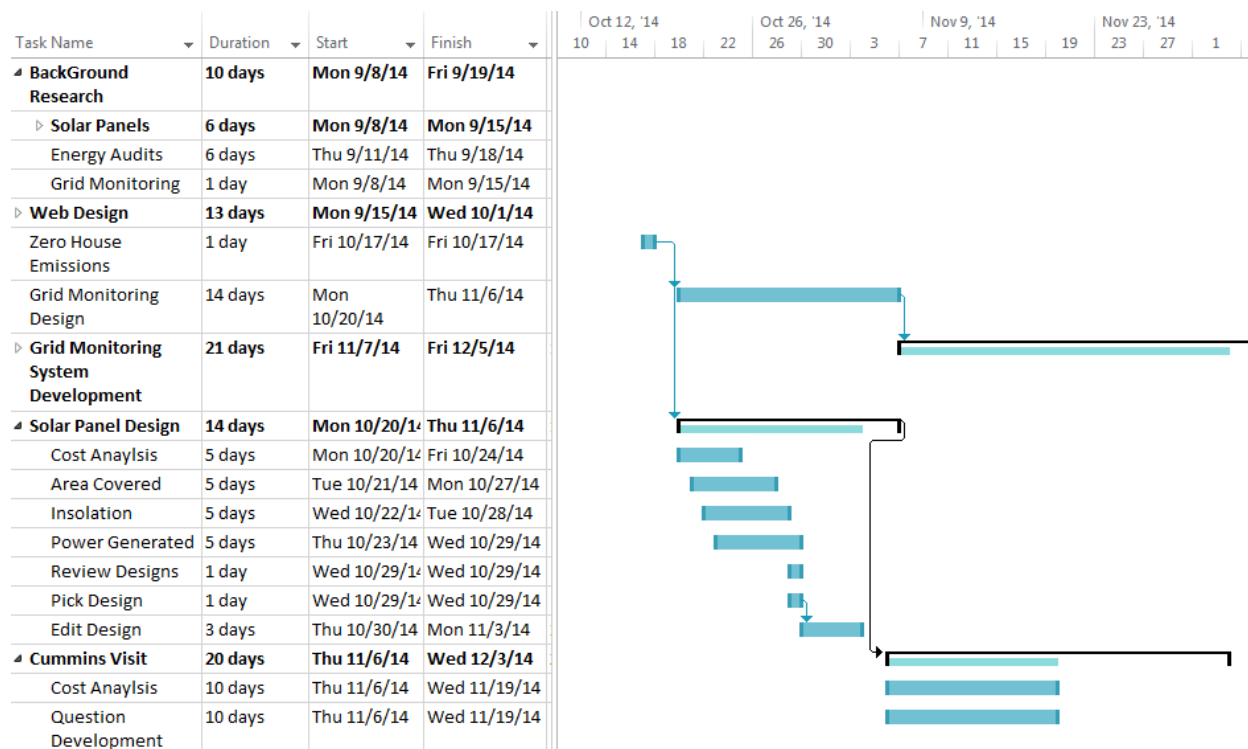 Oct 12, '14 Oct 26, '14 Nov 9, '14 Nov 23, '14
Task Name Duration Start Finish 10 14 18 22 26 30 3 7 11 15 19 23 27 1
BackGround 10 days Mon 9/8/14 Fri 9/19/14
Research
Solar Panels 6 days Mon 9/8/14 Mon 9/15/14
Energy Audits 6 days Thu 9/11/14 Thu 9/18/14
Grid Monitoring 1 day Mon 9/8/14 Mon 9/15/14
Web Design 13 days Mon 9/15/14 Wed 10/1/14
Zero House 1 day Fri 10/17/14 Fri 10/17/14
Emissions
Grid Monitoring 14 days Mon Thu 11/6/14
Design 10/20/14
Grid Monitoring 21 days Fri 11/7/14 Fri 12/5/14
System
Development
Solar Panel Design 14 days Mon 10/20/14 Thu 11/6/14
Cost Anaylsis 5 days Mon 10/20/14 Fri 10/24/14
Area Covered 5 days Tue 10/21/14 Mon 10/27/14
Insolation 5 days Wed 10/22/14 Tue 10/28/14
Power Generated 5 days Thu 10/23/14 Wed 10/29/14
Review Designs 1 day Wed 10/29/14 Wed 10/29/14
Pick Design 1 day Wed 10/29/14 Wed 10/29/14
Edit Design 3 days Thu 10/30/14 Mon 11/3/14
Cummins Visit 20 days Thu 11/6/14 Wed 12/3/14
Cost Anaylsis 10 days Thu 11/6/14 Wed 11/19/14
Question 10 days Thu 11/6/14 Wed 11/19/14
Development